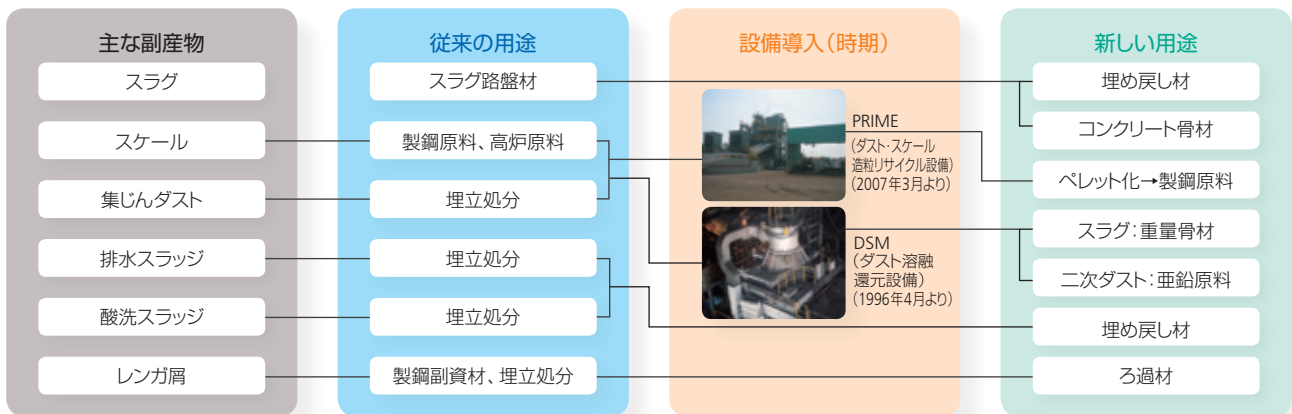 主な副産物
スラグ
スケール
集じんダスト
排水スラッジ
酸洗スラッジ
レンガ屑
従来の用途
スラグ路盤材
製鋼原料、高炉原料
埋立処分
埋立処分
埋立処分
製鋼副資材、埋立処分
設備導入（時期）
PRIME
（ダスト・スケール
造粒リサイクル設備）
（2007年3月より）
DSM
（ダスト溶融
還元設備）
（1996年4月より）
新しい用途
埋め戻し材
コンクリート骨材
ペレット化→製鋼原料
スラグ：重量骨材
二次ダスト：亜鉛原料
埋め戻し材
ろ過材